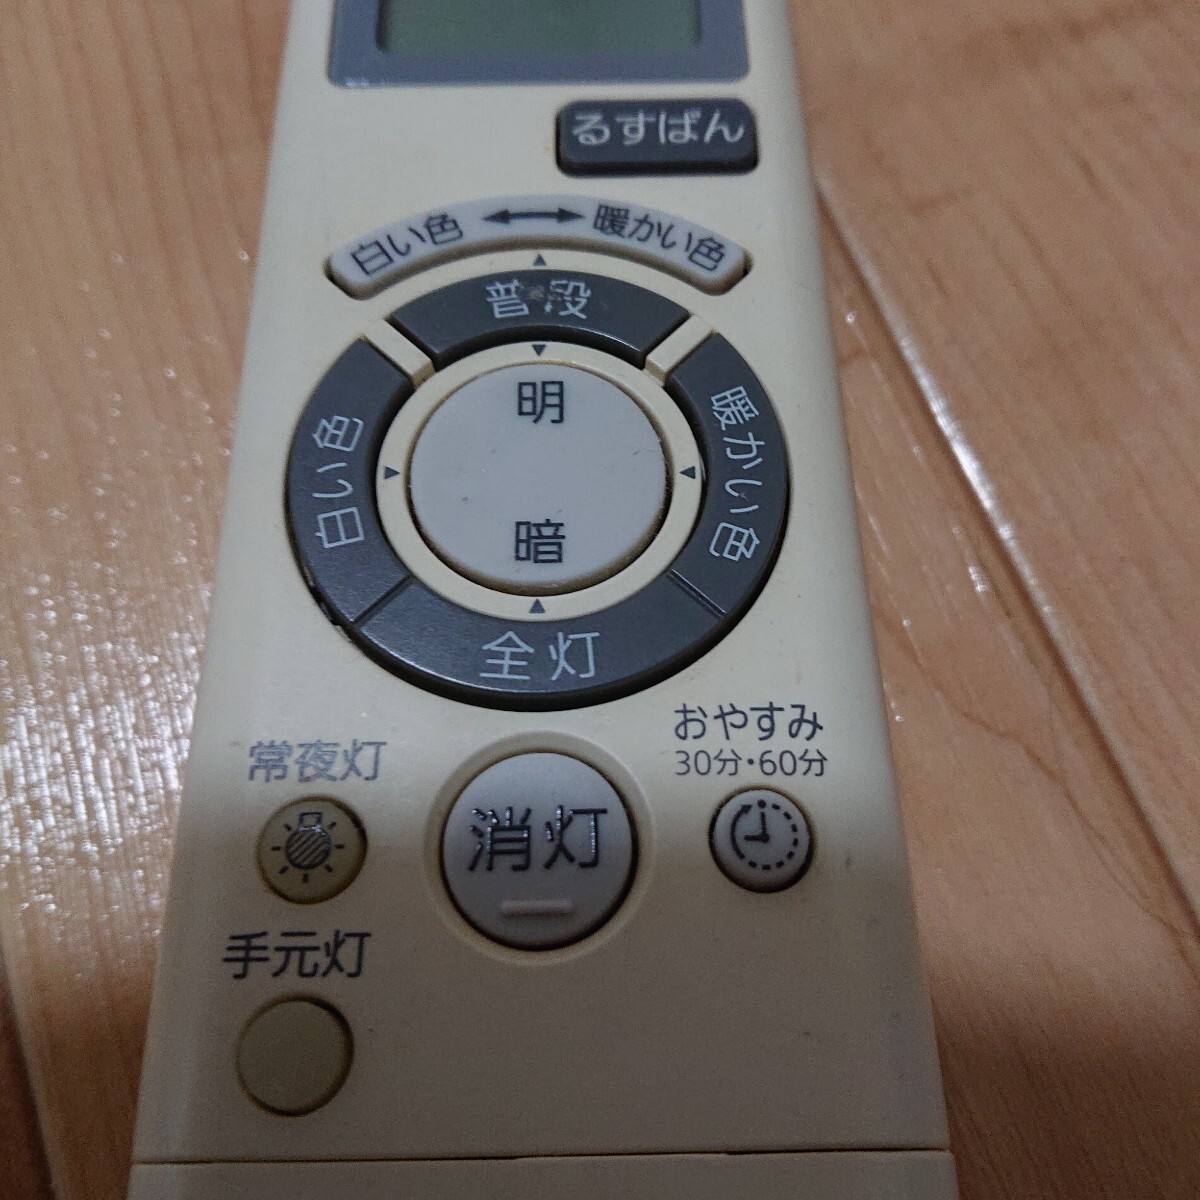 るすばん
白い色 ↔ 暖かい色
普段
白い色
明
暗
暖かい色
全灯
常夜灯
消灯
おやすみ
30分・60分
手元灯